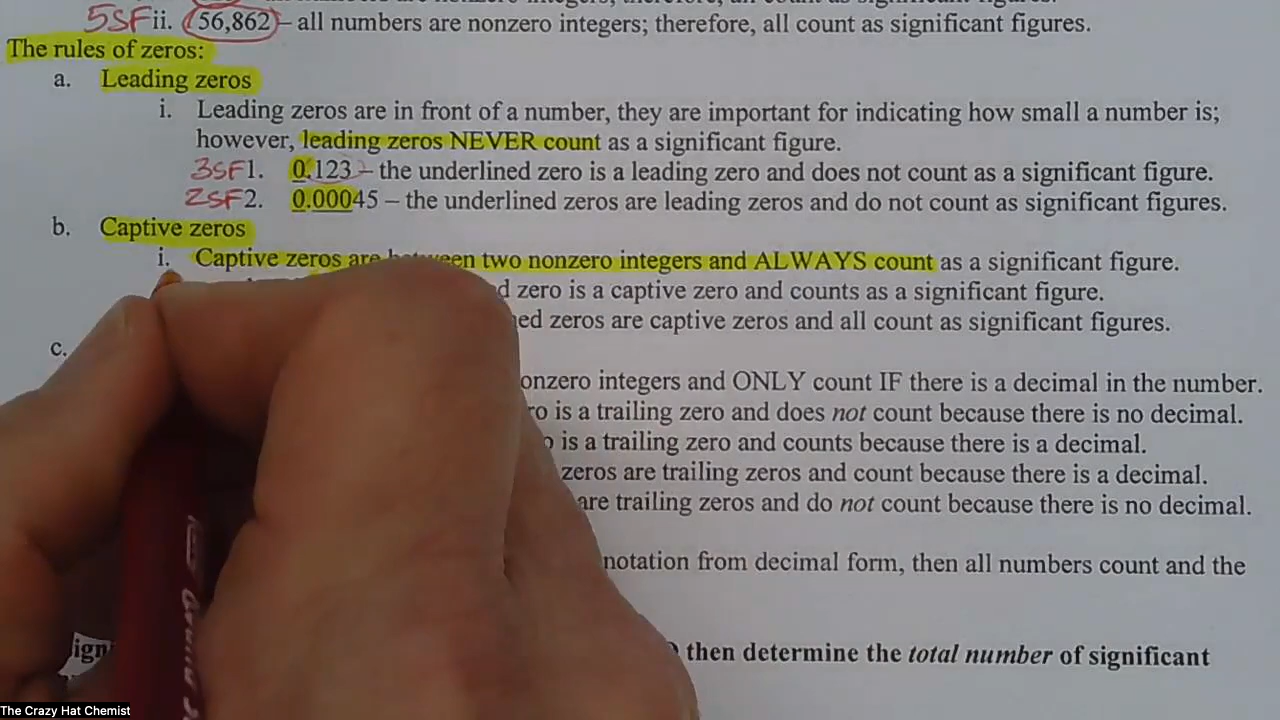 5SF ii. 56,862 – all numbers are nonzero integers; therefore, all count as significant figures.
The rules of zeros:
a. Leading zeros
i. Leading zeros are in front of a number, they are important for indicating how small a number is;
however, leading zeros NEVER count as a significant figure.
3SF 1. 0.123 – the underlined zero is a leading zero and does not count as a significant figure.
2SF 2. 0.00045 – the underlined zeros are leading zeros and do not count as significant figures.
b. Captive zeros
i. Captive zeros are between two nonzero integers and ALWAYS count as a significant figure.
zero is a captive zero and counts as a significant figure.
zeros are captive zeros and all count as significant figures.
c.
nonzero integers and ONLY count IF there is a decimal in the number.
is a trailing zero and does not count because there is no decimal.
is a trailing zero and counts because there is a decimal.
zeros are trailing zeros and count because there is a decimal.
are trailing zeros and do not count because there is no decimal.
notation from decimal form, then all numbers count and the
then determine the total number of significant
The Crazy Hat Chemist